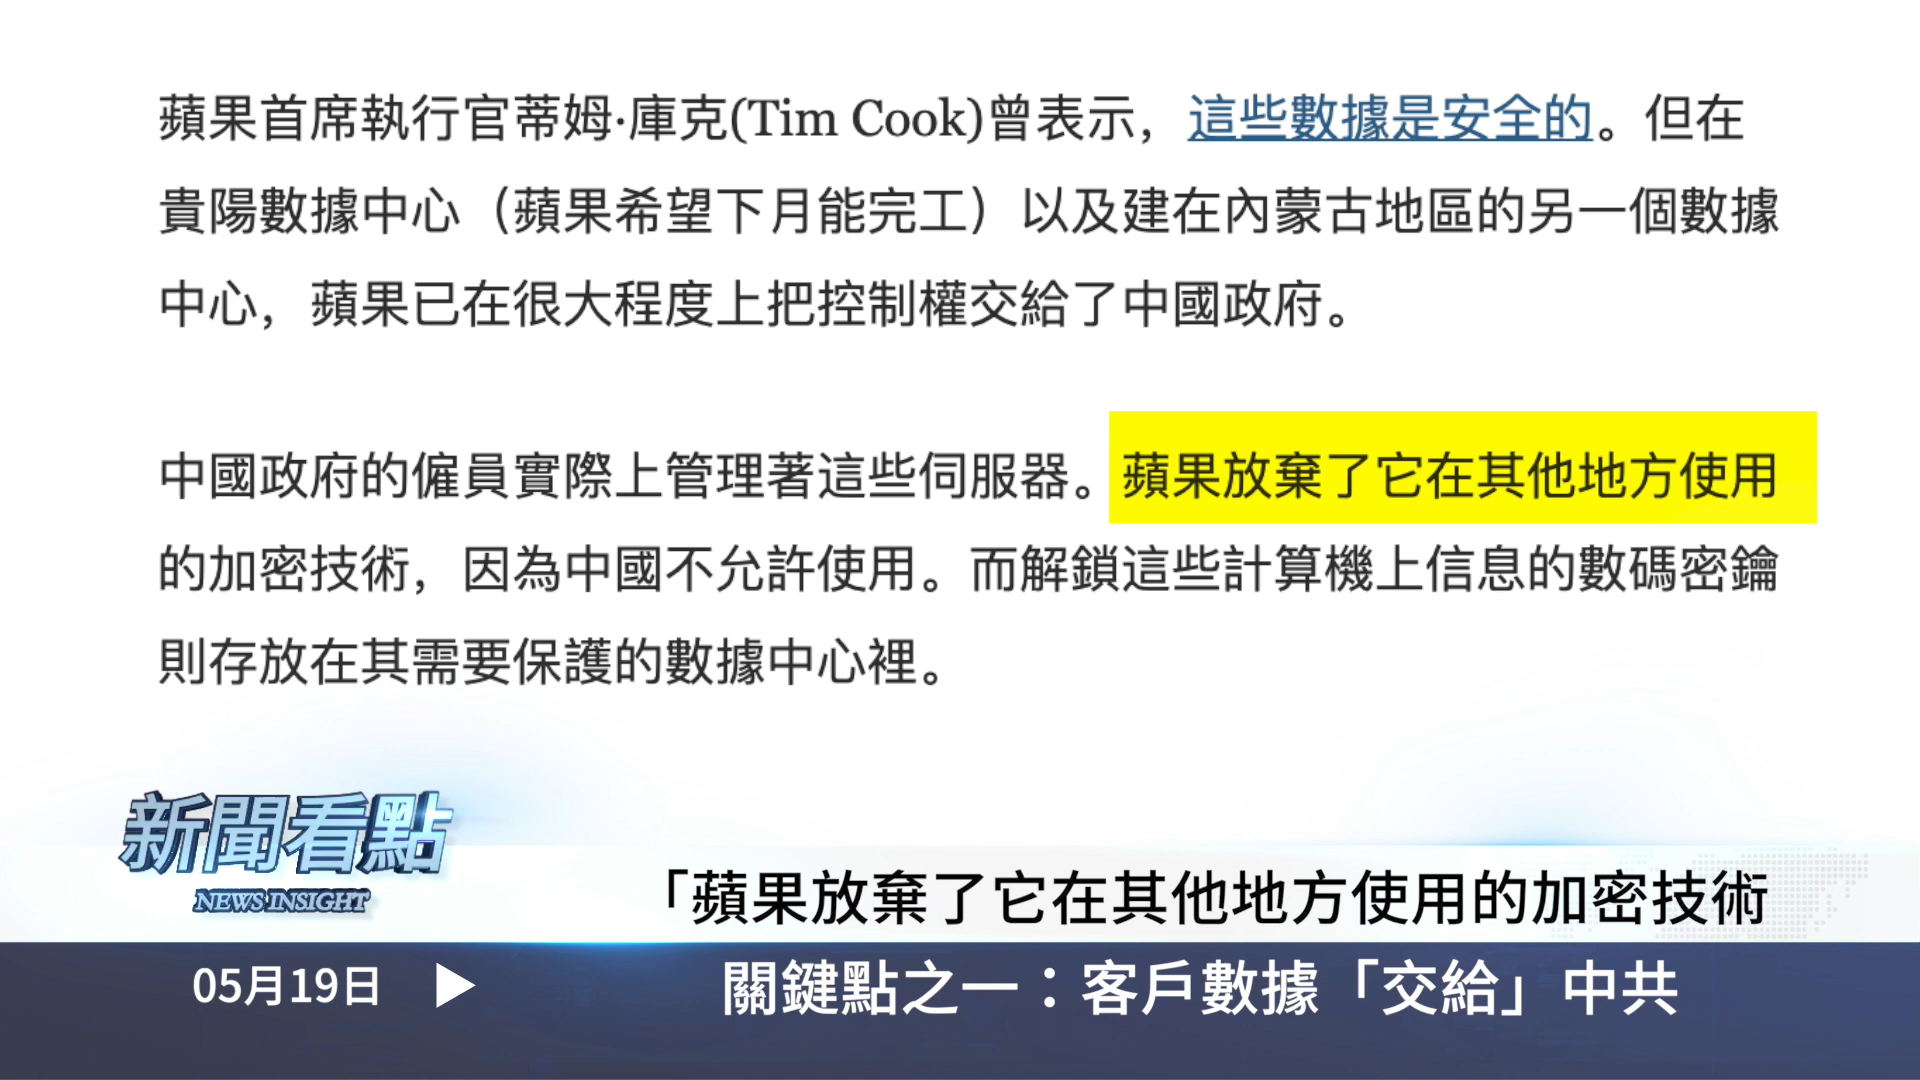 蘋果首席執行官蒂姆·庫克(Tim Cook)曾表示，這些數據是安全的。但在
貴陽數據中心（蘋果希望下月能完工）以及建在內蒙古地區的另一個數據
中心，蘋果已在很大程度上把控制權交給了中國政府。
中國政府的僱員實際上管理著這些伺服器。蘋果放棄了它在其他地方使用
的加密技術，因為中國不允許使用。而解鎖這些計算機上信息的數碼密鑰
則存放在其需要保護的數據中心裡。
新聞看點
NEWS INSIGHT
「蘋果放棄了它在其他地方使用的加密技術
05月19日
關鍵點之一：客戶數據「交給」中共